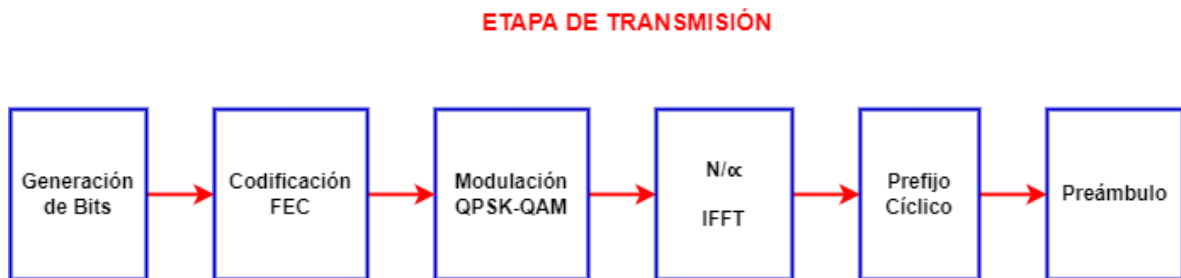 ETAPA DE TRANSMISIÓN
Generación
de Bits
Codificación
FEC
Modulación
QPSK-QAM
N/∝
IFFT
Prefijo
Cíclico
Preámbulo